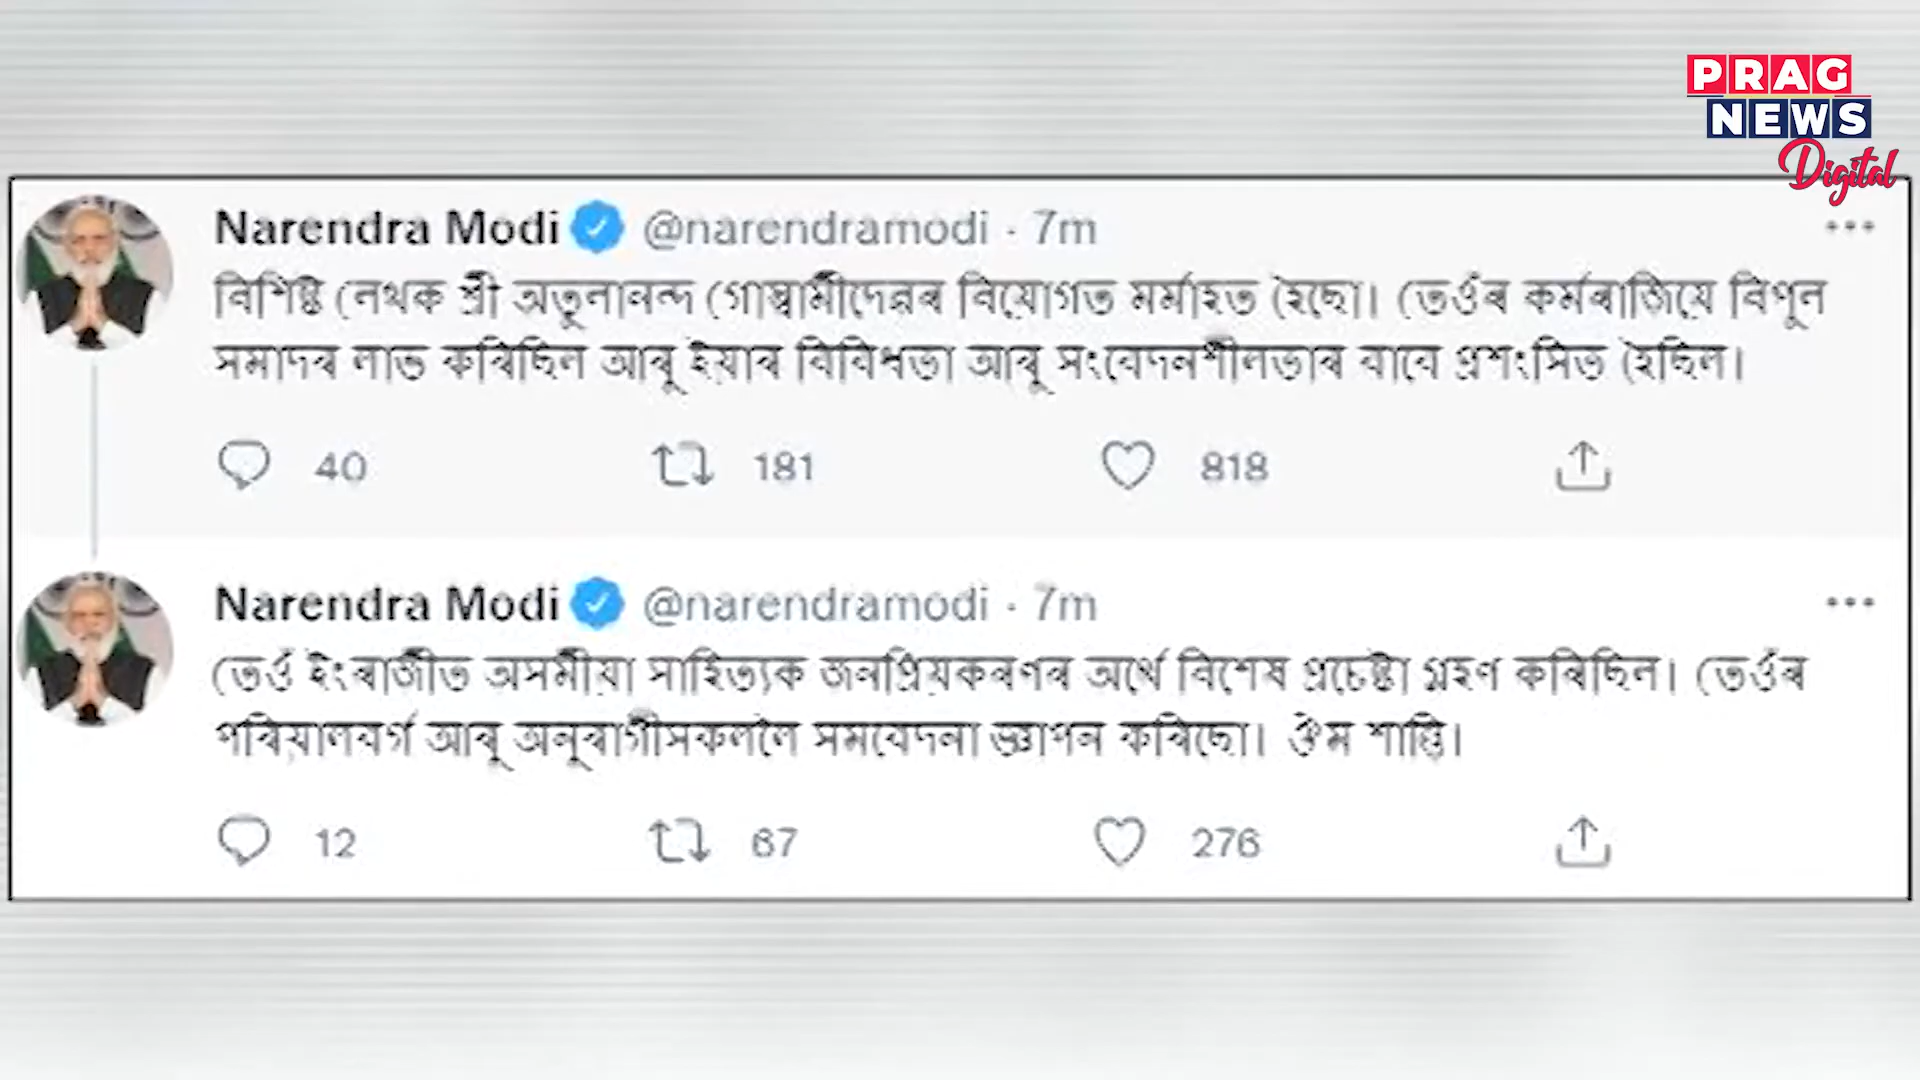 PRAG
NEWS
Digital
Narendra Modi @narendramodi · 7m
বিশিষ্ট লেখক শ্ৰী অতুলানন্দ গোস্বামীদেৱৰ বিয়োগত মৰ্মাহত হৈছো। তেওঁৰ কৰ্মৰাজিয়ে বিপুল
সমাদৰ লাভ কৰিছিল আৰু ইয়াৰ বিবিধতা আৰু সংবেদনশীলতাৰ বাবে প্ৰশংসিত হৈছিল।
40 181 818
Narendra Modi @narendramodi · 7m
তেওঁ ইংৰাজীত অসমীয়া সাহিত্যক জনপ্ৰিয়কৰণৰ অৰ্থে বিশেষ প্ৰচেষ্টা গ্ৰহণ কৰিছিল। তেওঁৰ
পৰিয়ালবৰ্গ আৰু অনুৰাগীসকললৈ সমবেদনা জ্ঞাপন কৰিছো। ঔম শান্তি।
12 67 276